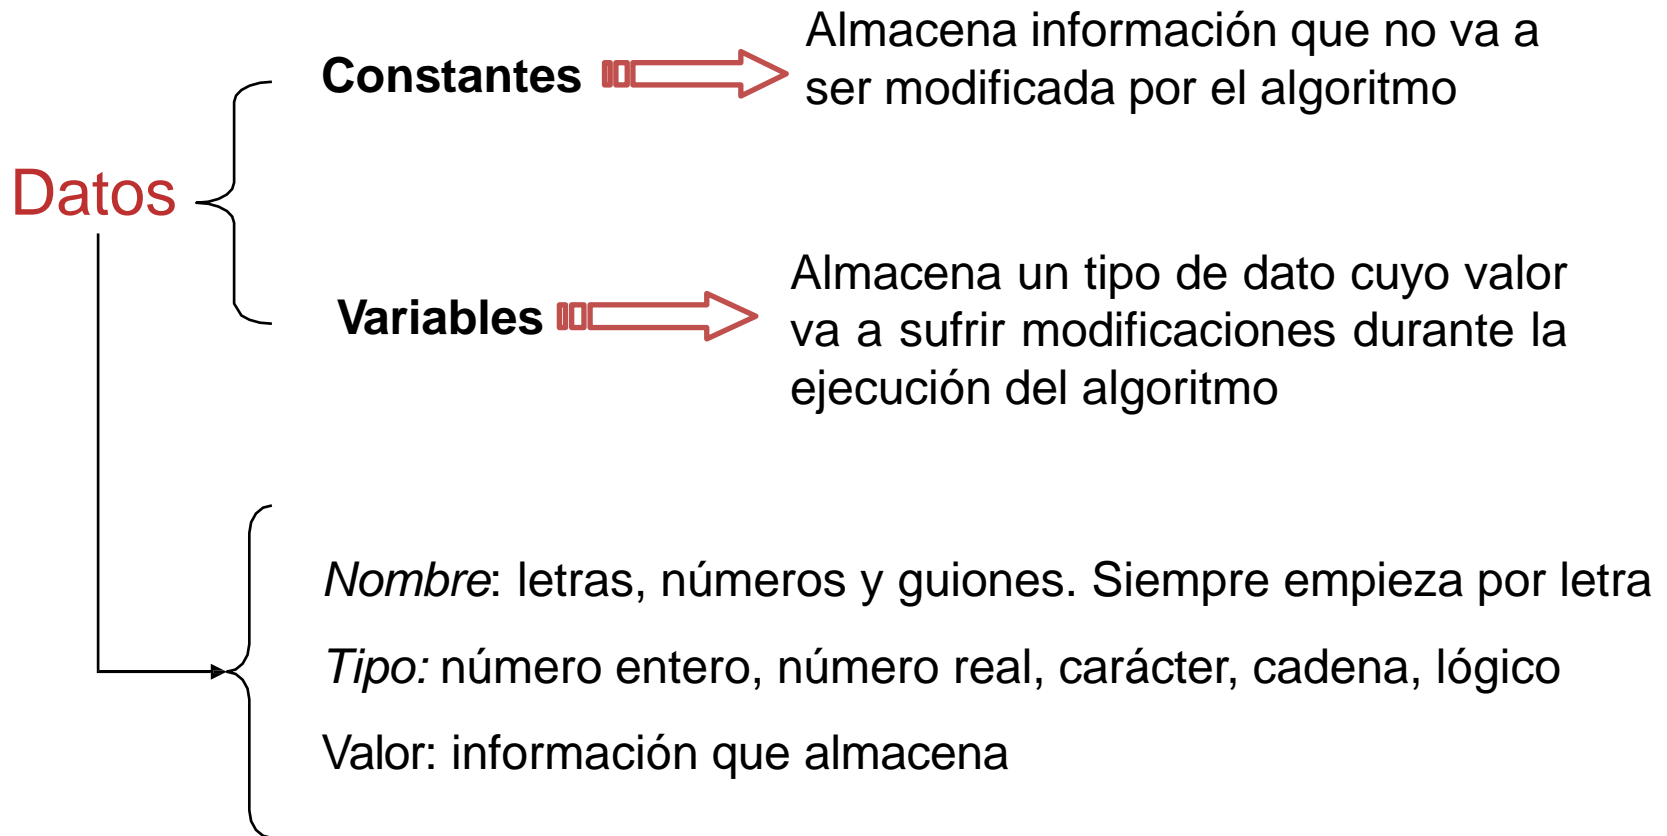 Almacena información que no va a
Constantes
ser modificada por el algoritmo
Datos
Almacena un tipo de dato cuyo valor
Variables
va a sufrir modificaciones durante la
ejecución del algoritmo
Nombre: letras, números y guiones. Siempre empieza por letra
Tipo: número entero, número real, carácter, cadena, lógico
Valor: información que almacena